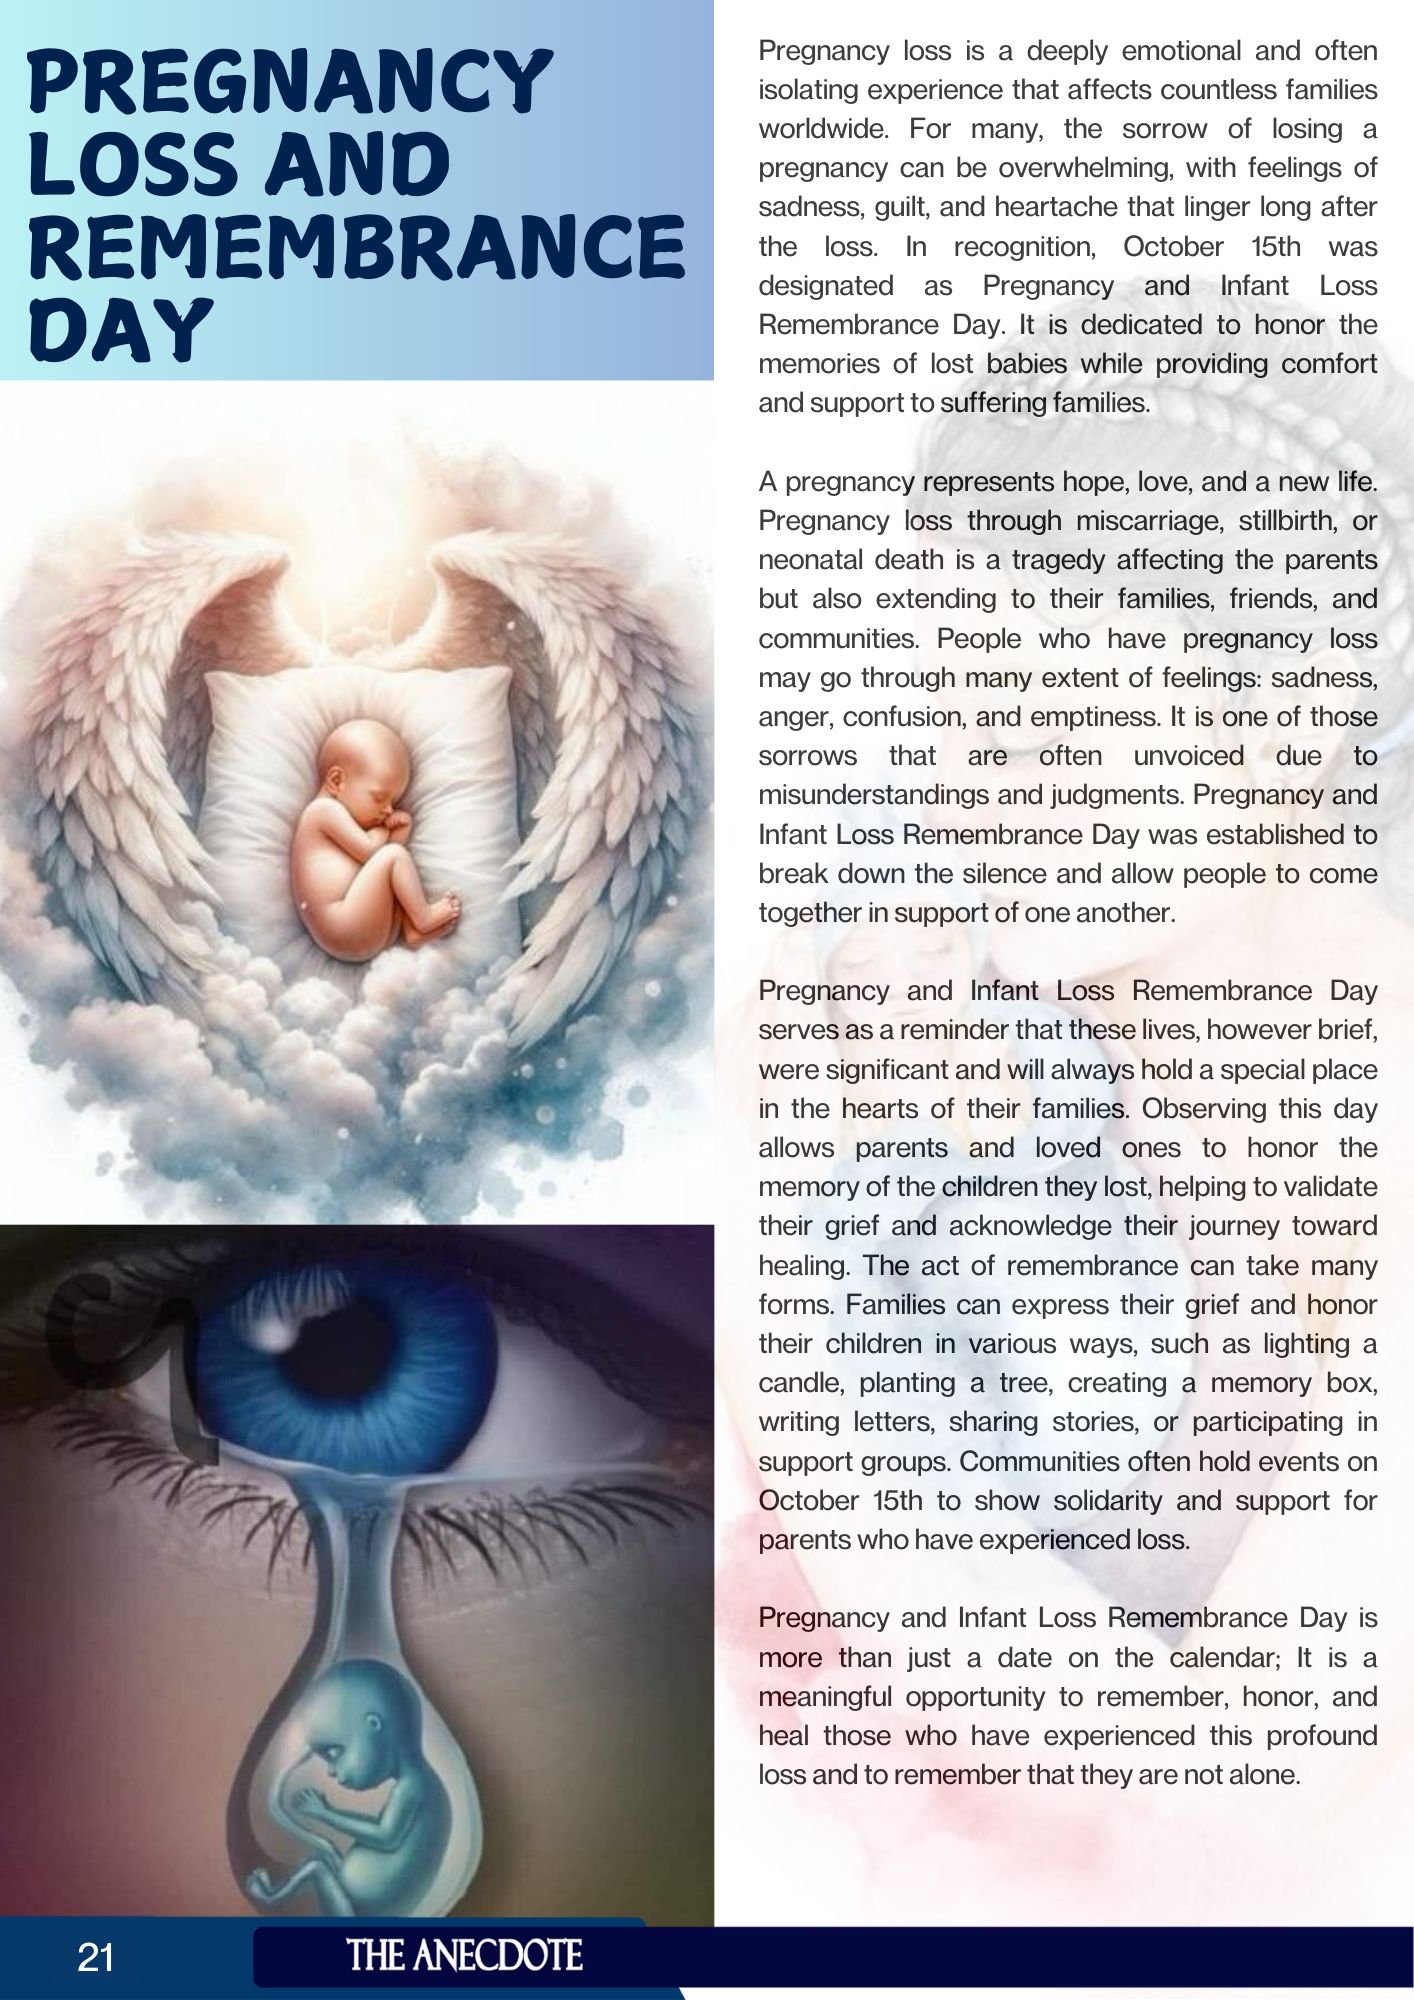 PREGNANCY
LOSS AND
REMEMBRANCE
DAY
Pregnancy loss is a deeply emotional and often
isolating experience that affects countless families
worldwide. For many, the sorrow of losing a
pregnancy can be overwhelming, with feelings of
sadness, guilt, and heartache that linger long after
the loss. In recognition, October 15th was
designated as Pregnancy and Infant Loss
Remembrance Day. It is dedicated to honor the
memories of lost babies while providing comfort
and support to suffering families.
A pregnancy represents hope, love, and a new life.
Pregnancy loss through miscarriage, stillbirth, or
neonatal death is a tragedy affecting the parents
but also extending to their families, friends, and
communities. People who have pregnancy loss
may go through many extent of feelings: sadness,
anger, confusion, and emptiness. It is one of those
sorrows that are often unvoiced due to
misunderstandings and judgments. Pregnancy and
Infant Loss Remembrance Day was established to
break down the silence and allow people to come
together in support of one another.
Pregnancy and Infant Loss Remembrance Day
serves as a reminder that these lives, however brief,
were significant and will always hold a special place
in the hearts of their families. Observing this day
allows parents and loved ones to honor the
memory of the children they lost, helping to validate
their grief and acknowledge their journey toward
healing. The act of remembrance can take many
forms. Families can express their grief and honor
their children in various ways, such as lighting a
candle, planting a tree, creating a memory box,
writing letters, sharing stories, or participating in
support groups. Communities often hold events on
October 15th to show solidarity and support for
parents who have experienced loss.
Pregnancy and Infant Loss Remembrance Day is
more than just a date on the calendar; It is a
meaningful opportunity to remember, honor, and
heal those who have experienced this profound
loss and to remember that they are not alone.
21
THE ANECDOTE